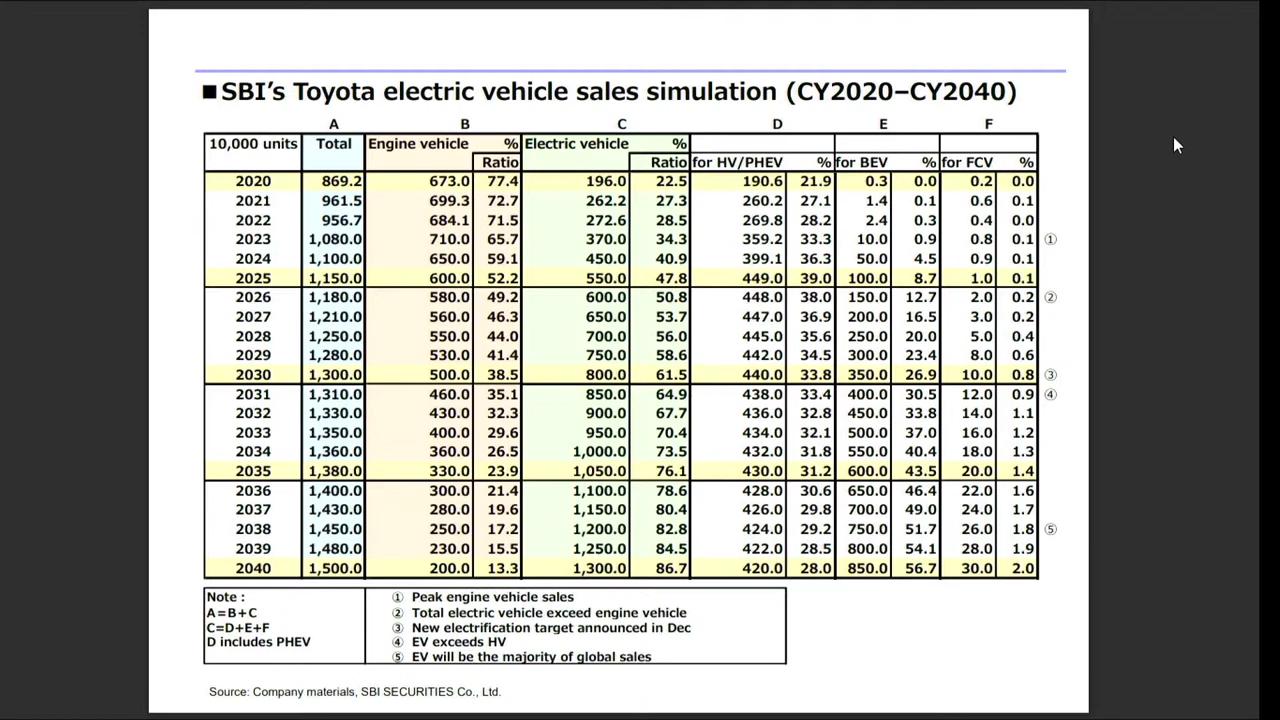 ■SBI's Toyota electric vehicle sales simulation (CY2020–CY2040)
A B C D E F
10,000 units Total Engine vehicle % Electric vehicle %
Ratio Ratio for HV/PHEV % for BEV % for FCV %
2020 869.2 673.0 77.4 196.0 22.5 190.6 21.9 0.3 0.0 0.2 0.0
2021 961.5 699.3 72.7 262.2 27.3 260.2 27.1 1.4 0.1 0.6 0.1
2022 956.7 684.1 71.5 272.6 28.5 269.8 28.2 2.4 0.3 0.4 0.0
2023 1,080.0 710.0 65.7 370.0 34.3 359.2 33.3 10.0 0.9 0.8 0.1 ①
2024 1,100.0 650.0 59.1 450.0 40.9 399.1 36.3 50.0 4.5 0.9 0.1
2025 1,150.0 600.0 52.2 550.0 47.8 449.0 39.0 100.0 8.7 1.0 0.1
2026 1,180.0 580.0 49.2 600.0 50.8 448.0 38.0 150.0 12.7 2.0 0.2 ②
2027 1,210.0 560.0 46.3 650.0 53.7 447.0 36.9 200.0 16.5 3.0 0.2
2028 1,250.0 550.0 44.0 700.0 56.0 445.0 35.6 250.0 20.0 5.0 0.4
2029 1,280.0 530.0 41.4 750.0 58.6 442.0 34.5 300.0 23.4 8.0 0.6
2030 1,300.0 500.0 38.5 800.0 61.5 440.0 33.8 350.0 26.9 10.0 0.8 ③
2031 1,310.0 460.0 35.1 850.0 64.9 438.0 33.4 400.0 30.5 12.0 0.9 ④
2032 1,330.0 430.0 32.3 900.0 67.7 436.0 32.8 450.0 33.8 14.0 1.1
2033 1,350.0 400.0 29.6 950.0 70.4 434.0 32.1 500.0 37.0 16.0 1.2
2034 1,360.0 360.0 26.5 1,000.0 73.5 432.0 31.8 550.0 40.4 18.0 1.3
2035 1,380.0 330.0 23.9 1,050.0 76.1 430.0 31.2 600.0 43.5 20.0 1.4
2036 1,400.0 300.0 21.4 1,100.0 78.6 428.0 30.6 650.0 46.4 22.0 1.6
2037 1,430.0 280.0 19.6 1,150.0 80.4 426.0 29.8 700.0 49.0 24.0 1.7
2038 1,450.0 250.0 17.2 1,200.0 82.8 424.0 29.2 750.0 51.7 26.0 1.8 ⑤
2039 1,480.0 230.0 15.5 1,250.0 84.5 422.0 28.5 800.0 54.1 28.0 1.9
2040 1,500.0 200.0 13.3 1,300.0 86.7 420.0 28.0 850.0 56.7 30.0 2.0
Note : ① Peak engine vehicle sales
A=B+C ② Total electric vehicle exceed engine vehicle
C=D+E+F ③ New electrification target announced in Dec
D includes PHEV ④ EV exceeds HV
⑤ EV will be the majority of global sales
Source: Company materials, SBI SECURITIES Co., Ltd.